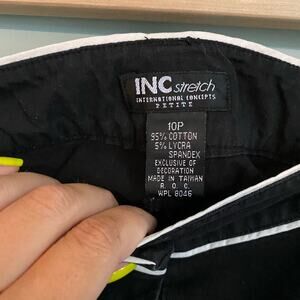 INC stretch
INTERNATIONAL CONCEPTS
PETITE
10P
95% COTTON
5% LYCRA
SPANDEX
EXCLUSIVE OF
DECORATION
MADE IN TAIWAN
R. O. C.
WPL 8046